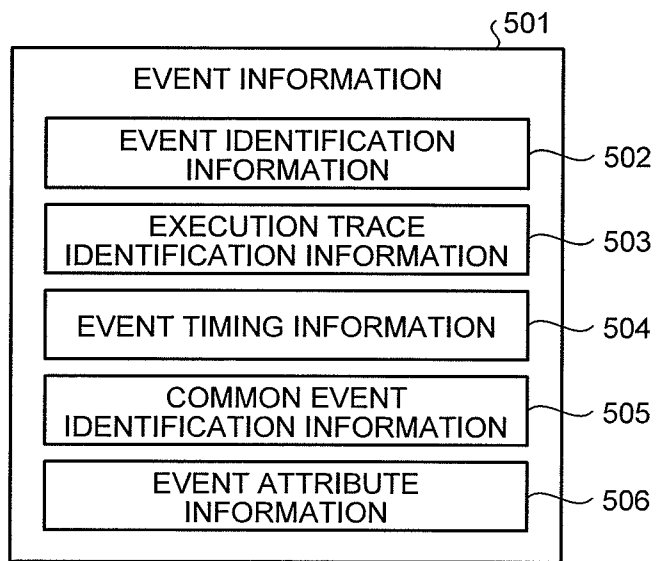 501
EVENT INFORMATION
EVENT IDENTIFICATION
INFORMATION
502
EXECUTION TRACE
IDENTIFICATION INFORMATION
503
EVENT TIMING INFORMATION
504
COMMON EVENT
IDENTIFICATION INFORMATION
505
EVENT ATTRIBUTE
INFORMATION
506